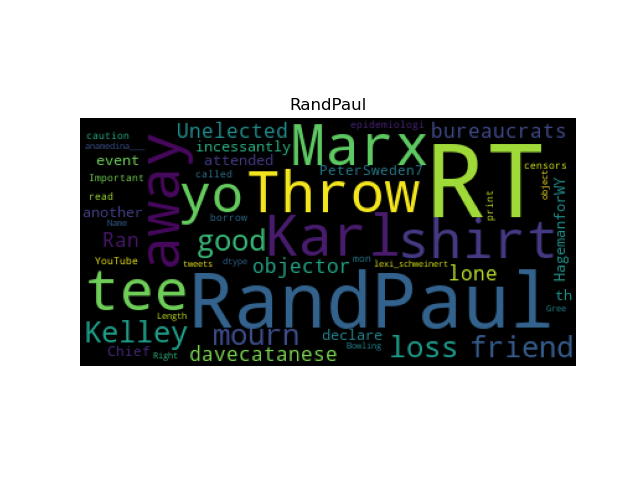 RandPaul
caution
Unelected
epidemiologi
bureaucrats
anamedina___
incessantly
Marx
RT
event
attended
PeterSweden7
censors
Important
called
Throw
object
read
away
yo
print
HagemanforWY
another
Name
borrow
Ran
good
Karl
shirt
YouTube
tweets
objector
dtype
mon
lexi_schweinert
lone
tee
RandPaul
th
Length
Gree
Kelley
mourn
declare
loss
friend
Chief
Right
davecatanese
Bowling